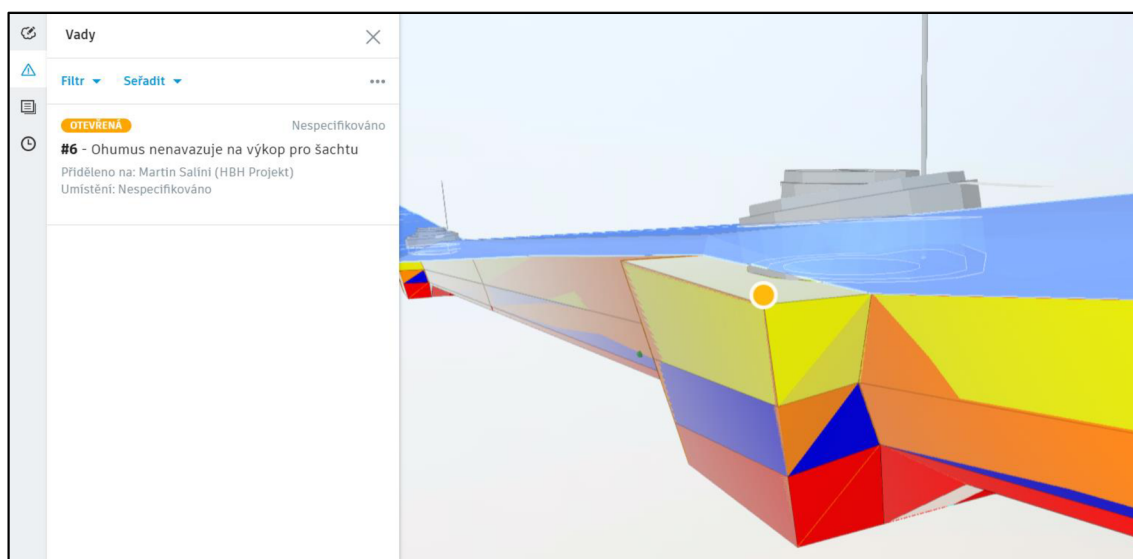 Vady
Filtr
Seřadit
OTEVŘENÁ
Nespecifikováno
#6 - Ohumus nenavazuje na výkop pro šachtu
Přiděleno na: Martin Salini (HBH Projekt)
Umístění: Nespecifikováno